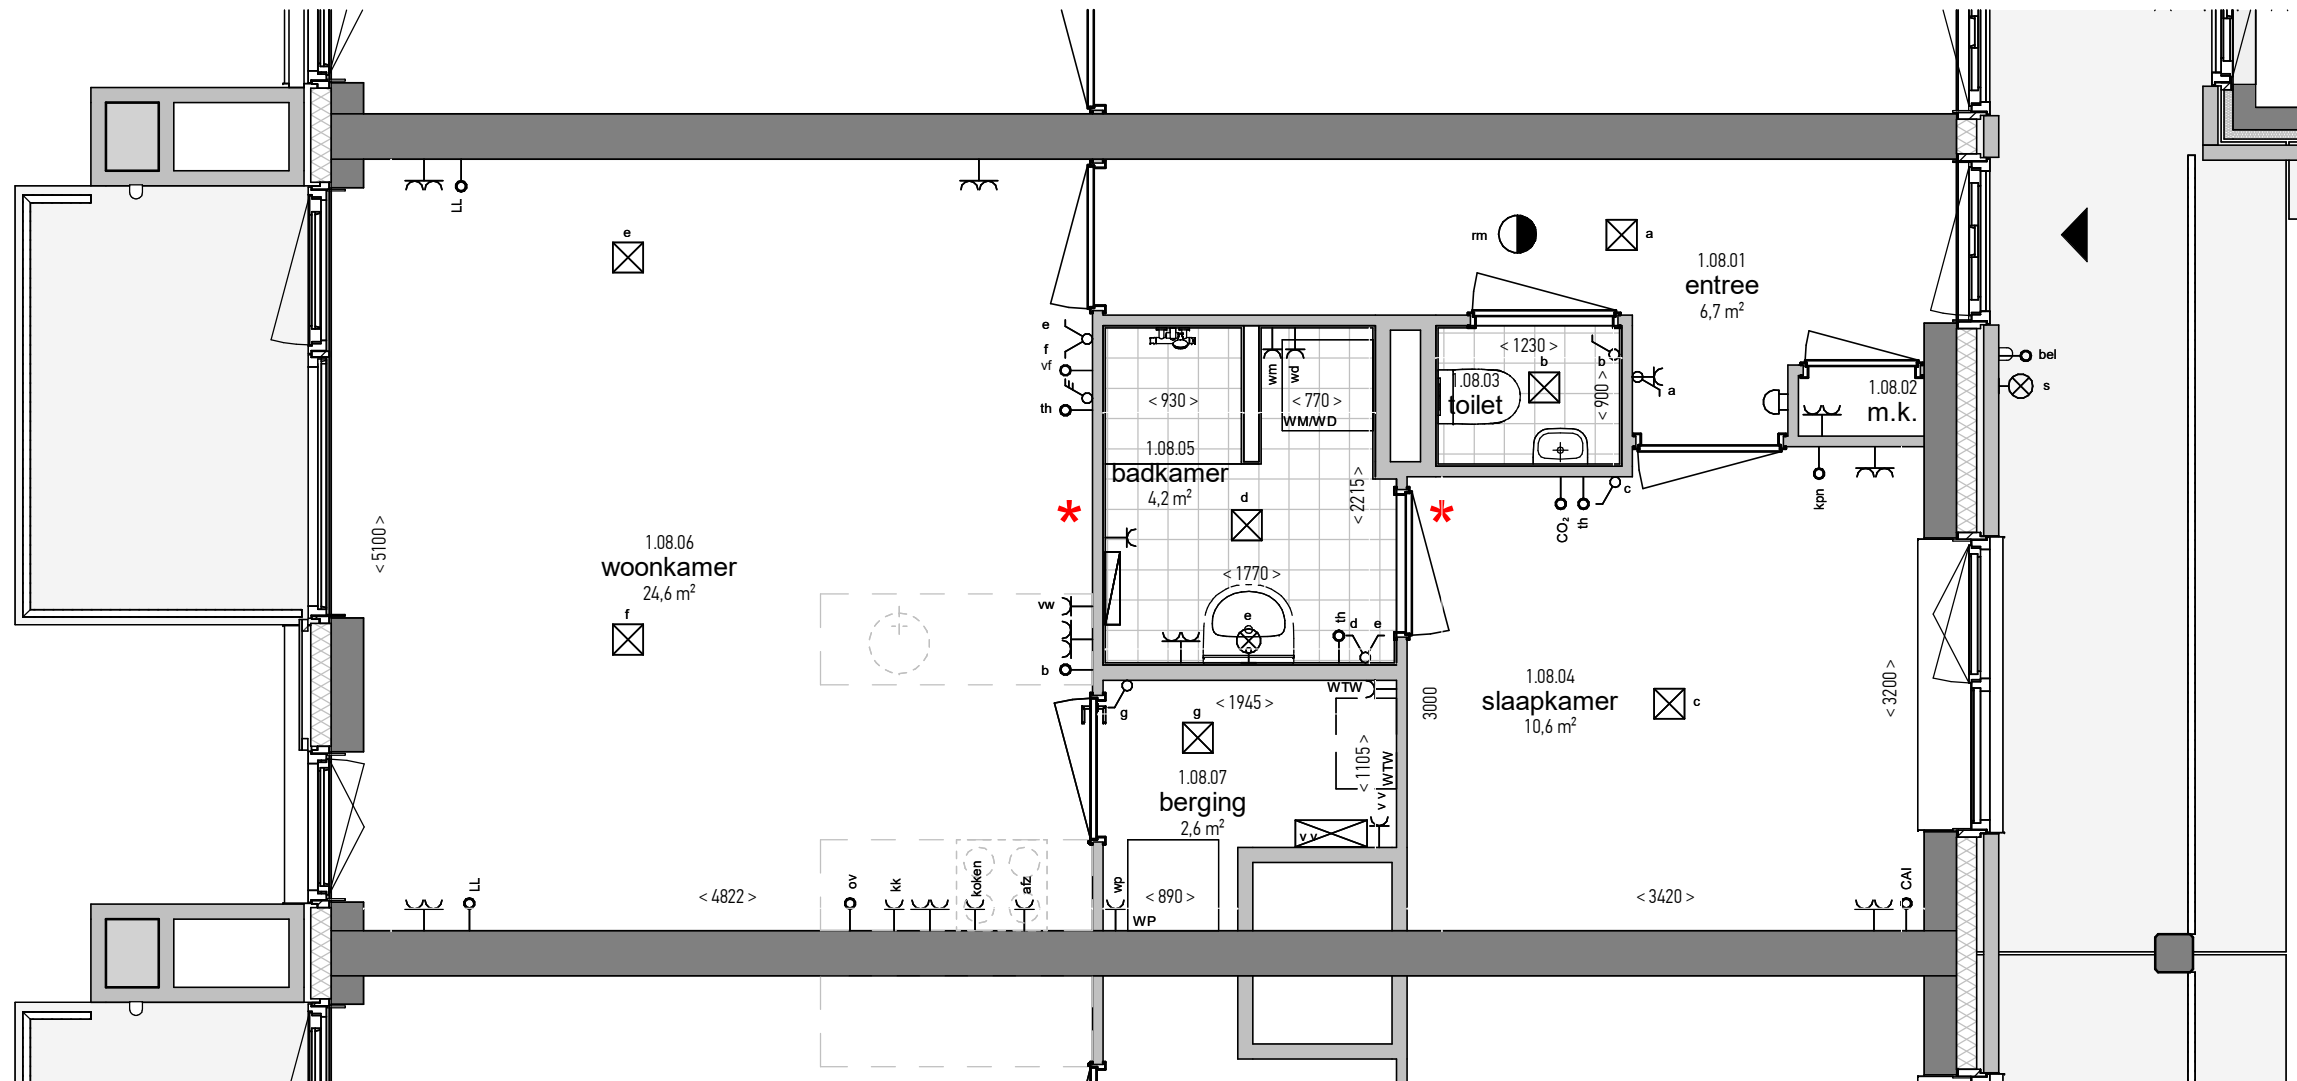 LL
e
rm
a
1.08.01
entree
6,7 m²
e
f
vf
f
th
wm
wd
< 930 >
< 770 >
WM/WD
< 1230 >
b
b
1.08.03
toilet
< 900 >
a
1.08.02
m.k.
bel
s
1.08.05
badkamer
4,2 m²
< 2215 >
d
*
*
CO₂
th
c
kpn
< 5100 >
1.08.06
woonkamer
24,6 m²
f
< 1770 >
e
th
d
e
vw
b
g
g
< 1945 >
WTW
3000
1.08.04
slaapkamer
10,6 m²
c
< 3200 >
< 1105 >
WTW
v v
1.08.07
berging
2,6 m²
v v
LL
< 4822 >
ov
kk
koken
afz
wp
< 890 >
WP
< 3420 >
CAI